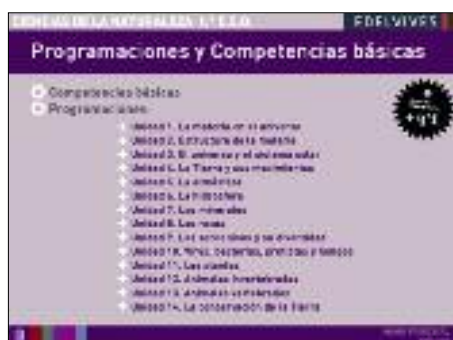 CIENCIAS DE LA NATURALEZA 1.º E.S.O.
EDELVIVES
Programaciones y Competencias básicas
Competencias básicas
Programaciones
Unidad 1. La materia en el universo
Unidad 2. Estructura de la materia
Unidad 3. El universo y el sistema solar
Unidad 4. La Tierra y sus movimientos
Unidad 5. La atmósfera
Unidad 6. La hidrosfera
Unidad 7. Los minerales
Unidad 8. Las rocas
Unidad 9. Los seres vivos y su diversidad
Unidad 10. Virus, bacterias, protistas y hongos
Unidad 11. Las plantas
Unidad 12. Animales invertebrados
Unidad 13. Animales vertebrados
Unidad 14. La conservación de la Tierra